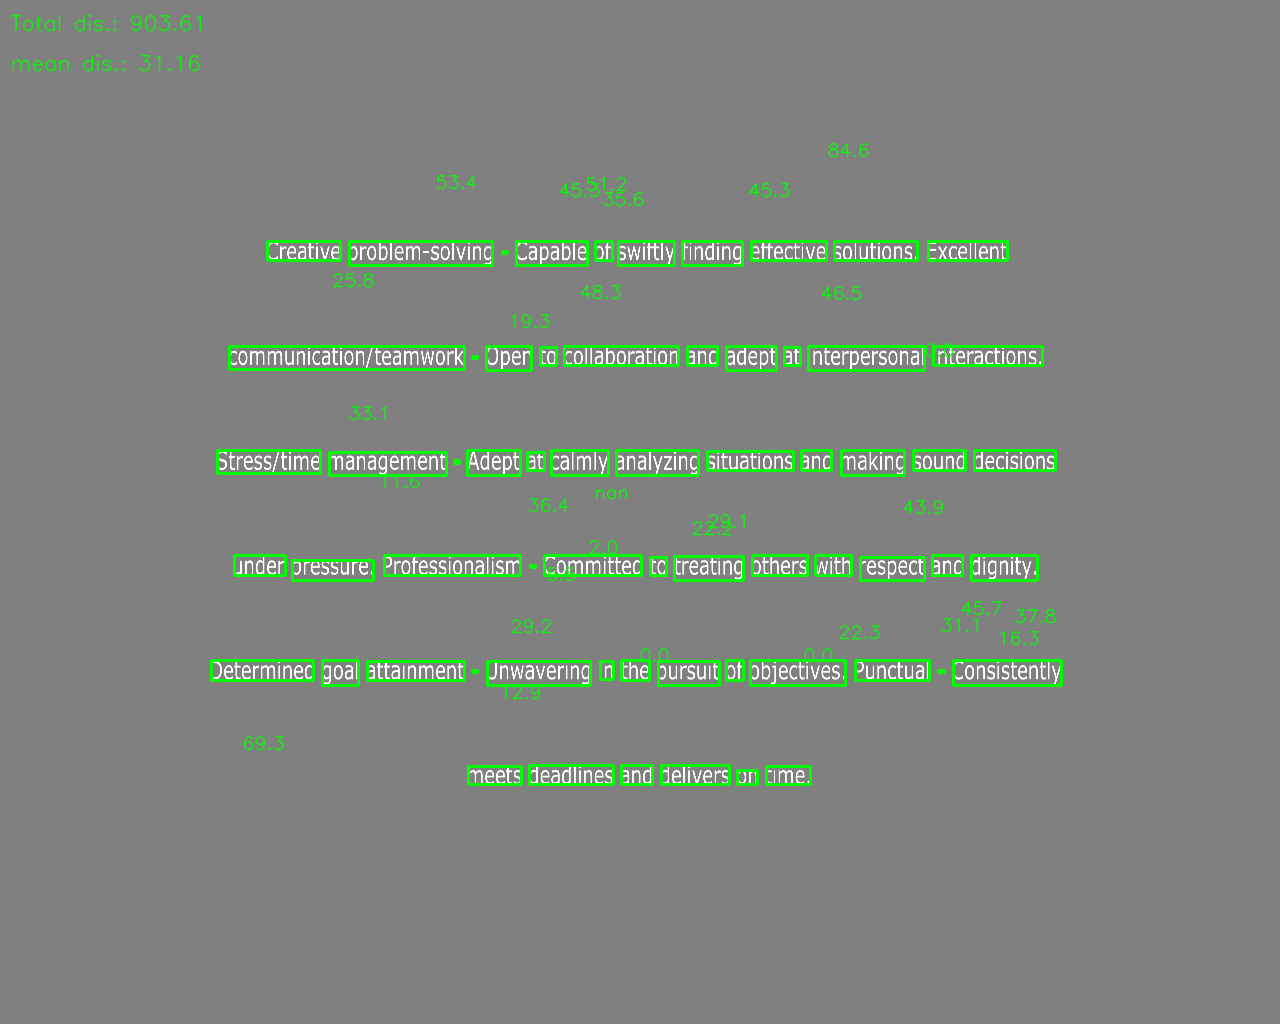 Total dis.: 903.61
mean dis.: 31.16
84.6
53.4 45.5 51.2 35.6 45.3
Creative problem-solving - Capable of swiftly finding effective solutions. Excellent
25.8 48.3 46.5
19.3
communication/teamwork - Open to collaboration and adept at interpersonal interactions.
33.1
Stress/time management - Adept at calmly analyzing situations and making sound decisions
11.6 nan
36.4 22.2 29.1 43.9
2.0
under pressure. Professionalism - Committed to treating others with respect and dignity.
45.7 37.8
29.2 22.3 31.1 16.3
0.0 0.0
Determined goal attainment - Unwavering in the pursuit of objectives. Punctual - Consistently
12.9
69.3
meets deadlines and delivers on time.